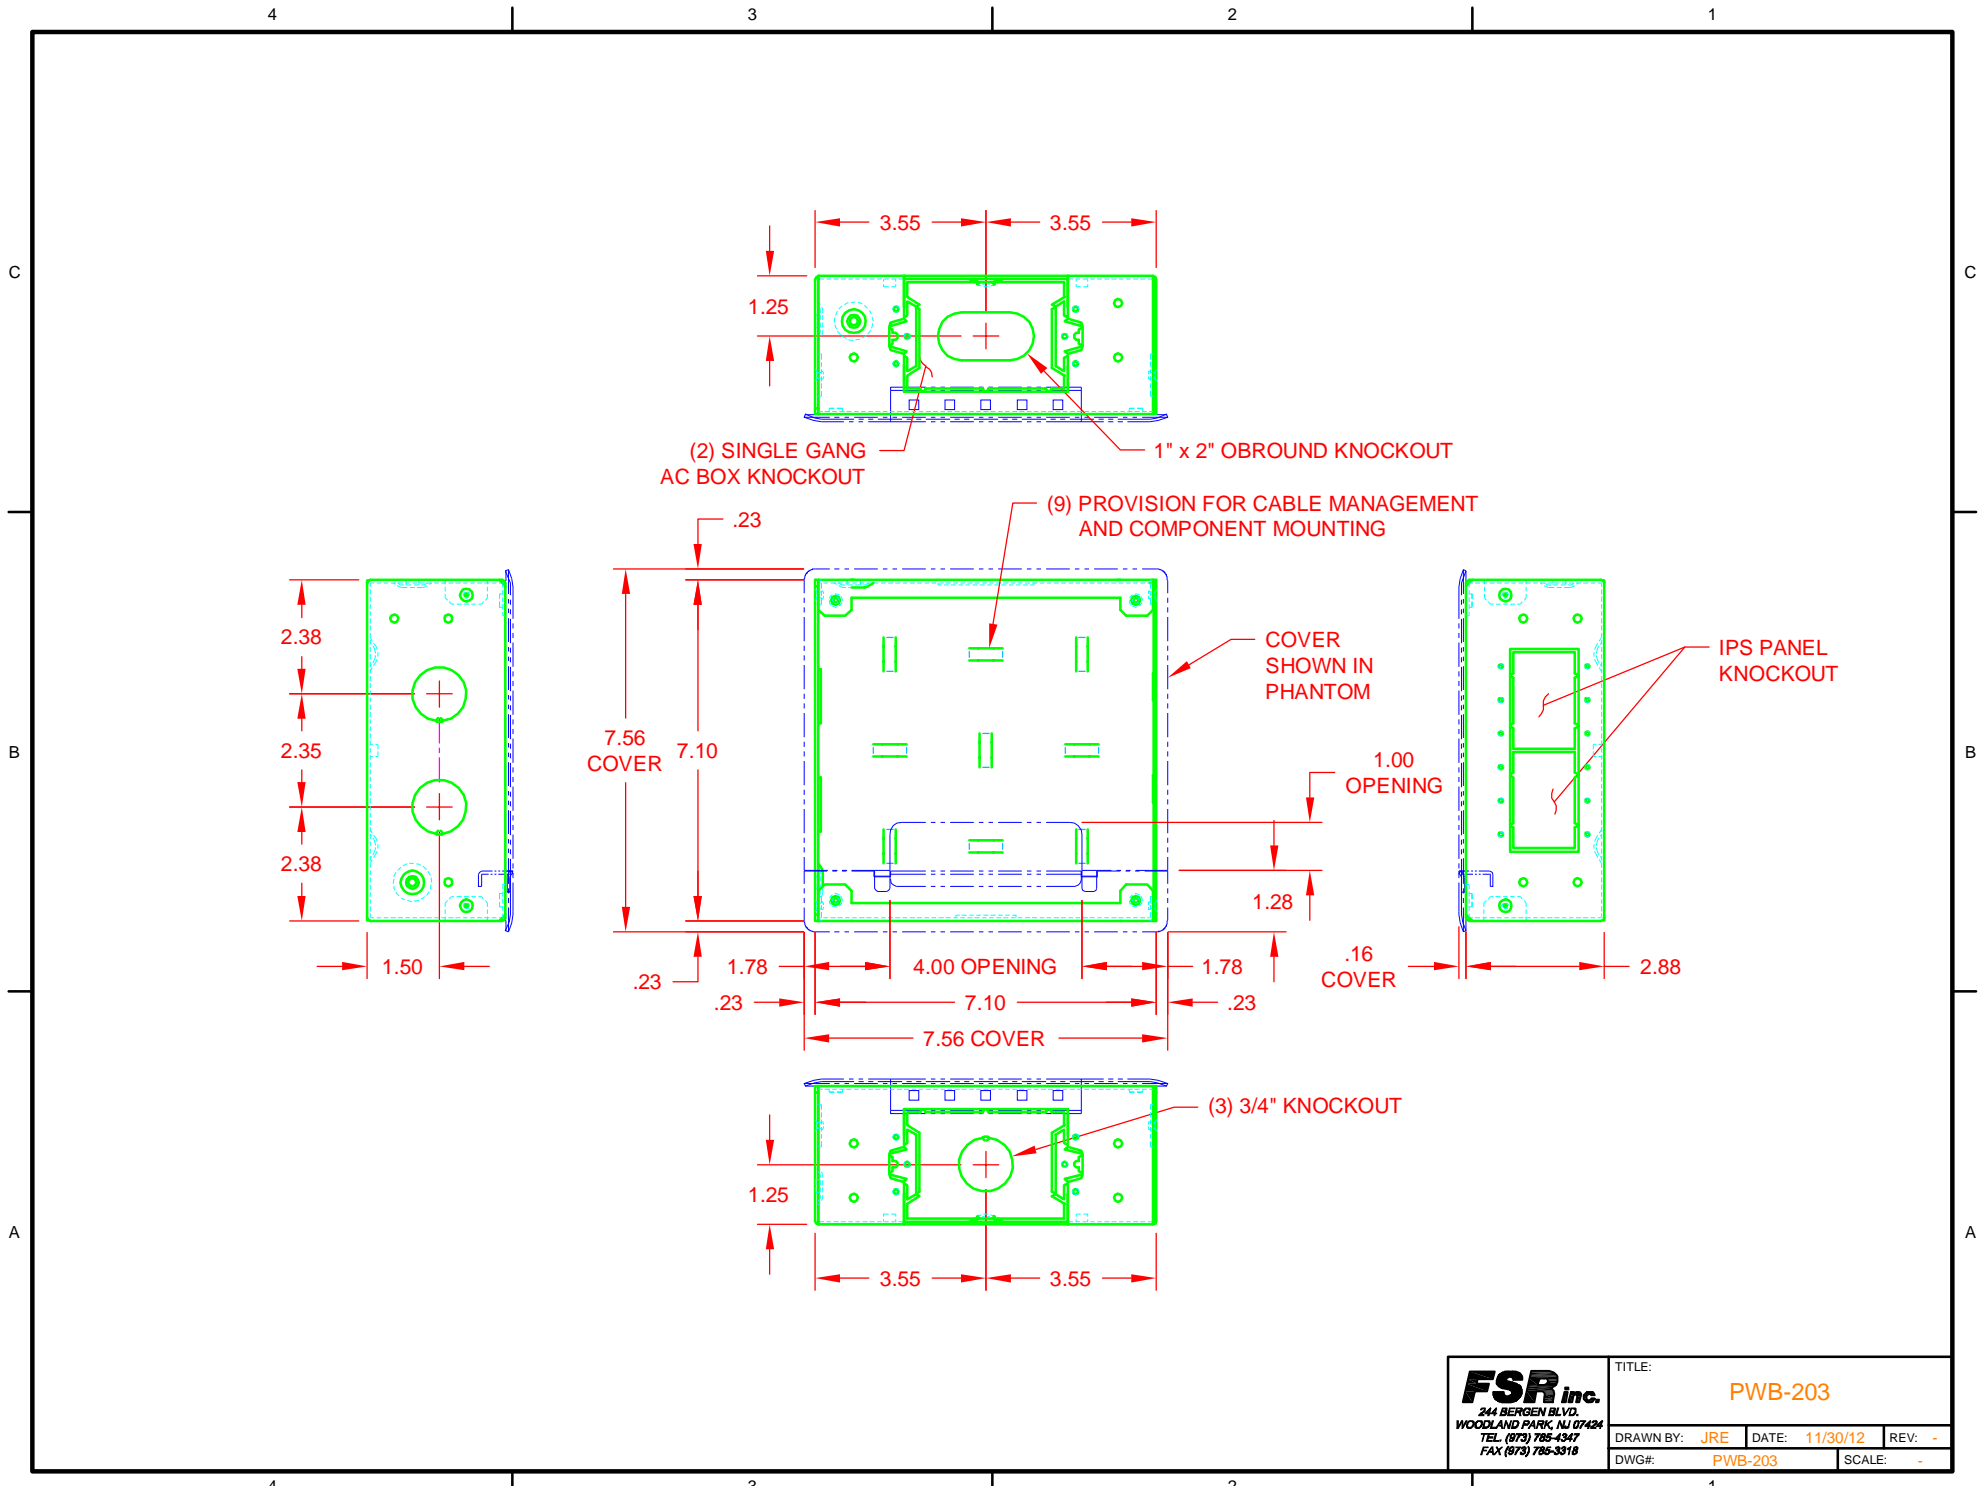 4 3 2 1
3.55 3.55
C C
1.25
(2) SINGLE GANG
AC BOX KNOCKOUT
1" x 2" OBROUND KNOCKOUT
(9) PROVISION FOR CABLE MANAGEMENT
AND COMPONENT MOUNTING
.23
2.38
COVER
SHOWN IN
PHANTOM
IPS PANEL
KNOCKOUT
7.56
COVER
7.10
2.35
B B
1.00
OPENING
2.38
1.28
1.50
1.78 4.00 OPENING 1.78
.16
COVER
2.88
.23
.23 7.10 .23
7.56 COVER
(3) 3/4" KNOCKOUT
1.25
A A
3.55 3.55
FSR inc.
244 BERGEN BLVD.
WOODLAND PARK, NJ 07424
TEL. (973) 785-4347
FAX (973) 785-3318
TITLE:
PWB-203
DRAWN BY: JRE DATE: 11/30/12 REV: -
DWG#: PWB-203 SCALE: -
4 3 2 1